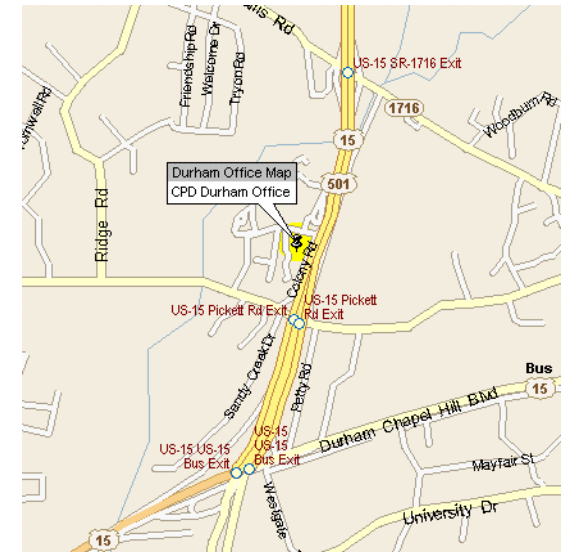 lls Rd
US-15 SR-1716 Exit
Friendship Rd
Welcome Dr
Tryon Rd
1716
Woodburn Rd
ornwall Rd
15
Durham Office Map
CPD Durham Office
501
Ridge Rd
Colony Rd
US-15 Pickett Rd Exit
US-15 Pickett
Rd Exit
Sandy Creek Dr
Petty Rd
Bus
15
Durham Chapel Hill Blvd
US-15 US-15
Bus Exit
US-15
US-15
Bus Exit
Mayfair St
Westgate
University Dr
15